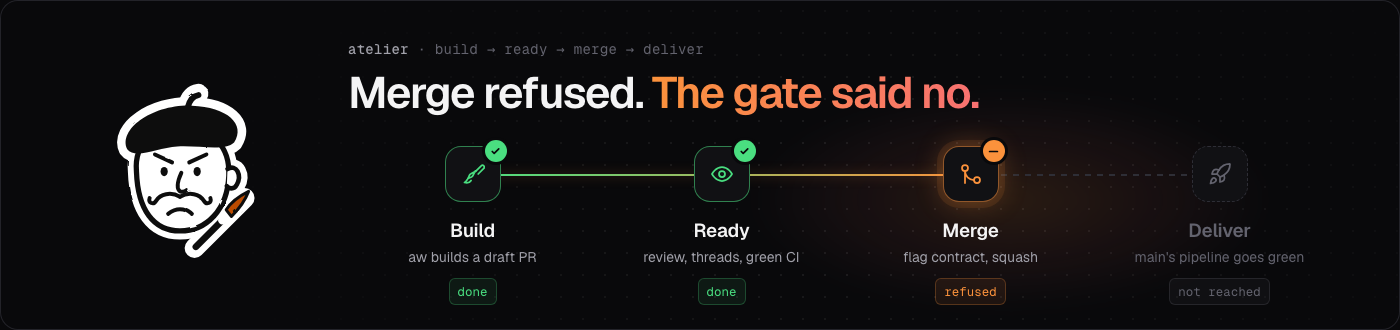 atelier · build → ready → merge → deliver
Merge refused. The gate said no.
Build
Ready
Merge
Deliver
aw builds a draft PR
review, threads, green CI
flag contract, squash
main's pipeline goes green
done
done
refused
not reached